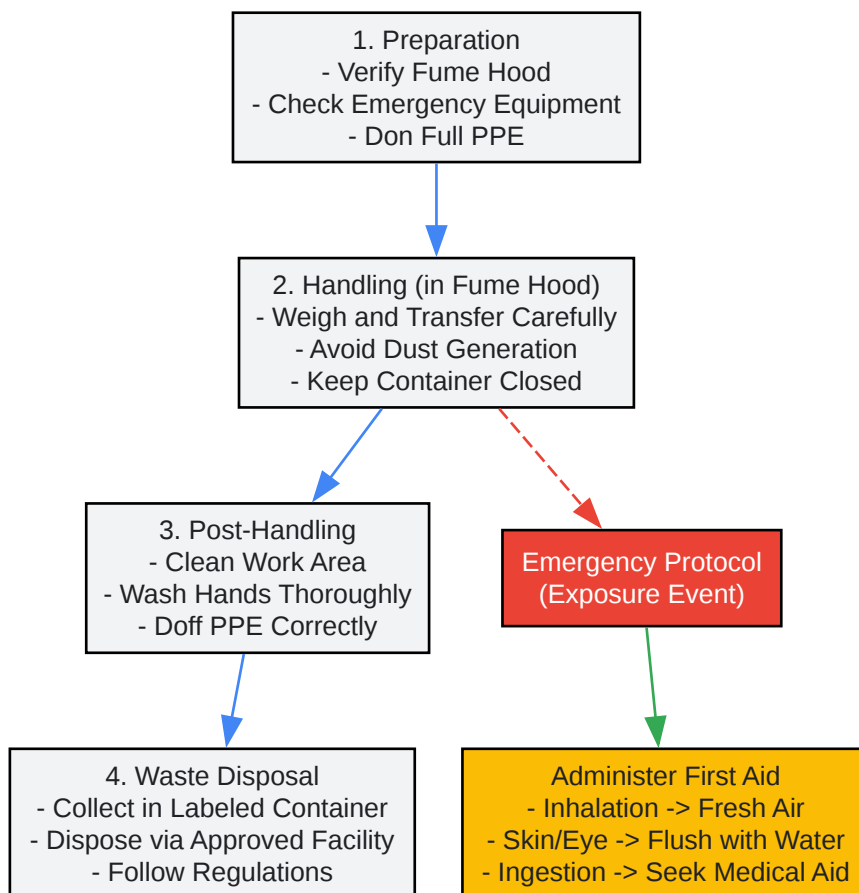 1. Preparation
- Verify Fume Hood
- Check Emergency Equipment
- Don Full PPE
2. Handling (in Fume Hood)
- Weigh and Transfer Carefully
- Avoid Dust Generation
- Keep Container Closed
3. Post-Handling
- Clean Work Area
- Wash Hands Thoroughly
- Doff PPE Correctly
Emergency Protocol
(Exposure Event)
4. Waste Disposal
- Collect in Labeled Container
- Dispose via Approved Facility
- Follow Regulations
Administer First Aid
- Inhalation -> Fresh Air
- Skin/Eye -> Flush with Water
- Ingestion -> Seek Medical Aid